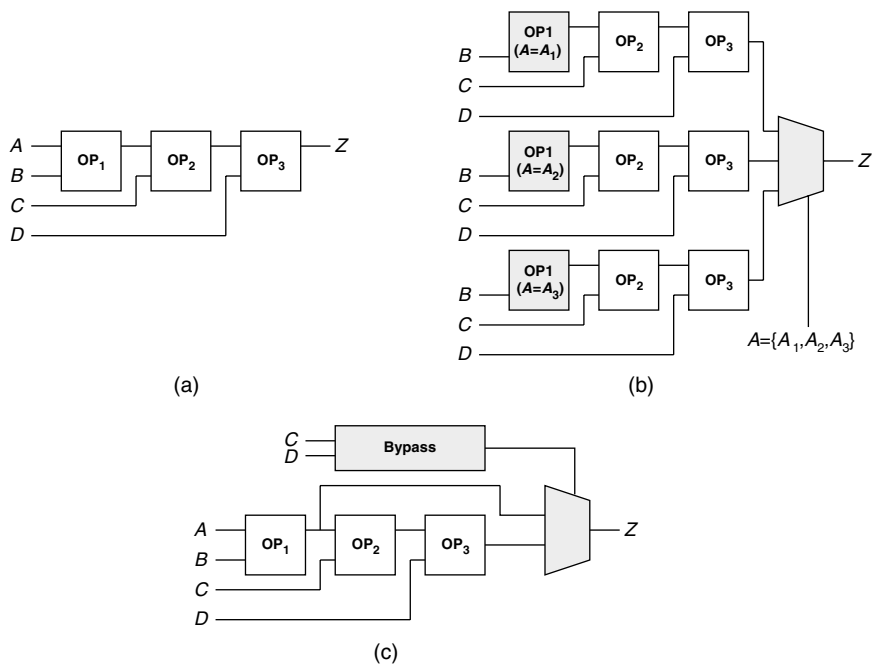 A
B
C
D
OP₁
OP₂
OP₃
Z
(a)
B
C
D
OP1
(A=A₁)
OP₂
OP₃
B
C
D
OP1
(A=A₂)
OP₂
OP₃
B
C
D
OP1
(A=A₃)
OP₂
OP₃
Z
A={A₁,A₂,A₃}
(b)
C
D
Bypass
A
B
C
D
OP₁
OP₂
OP₃
Z
(c)